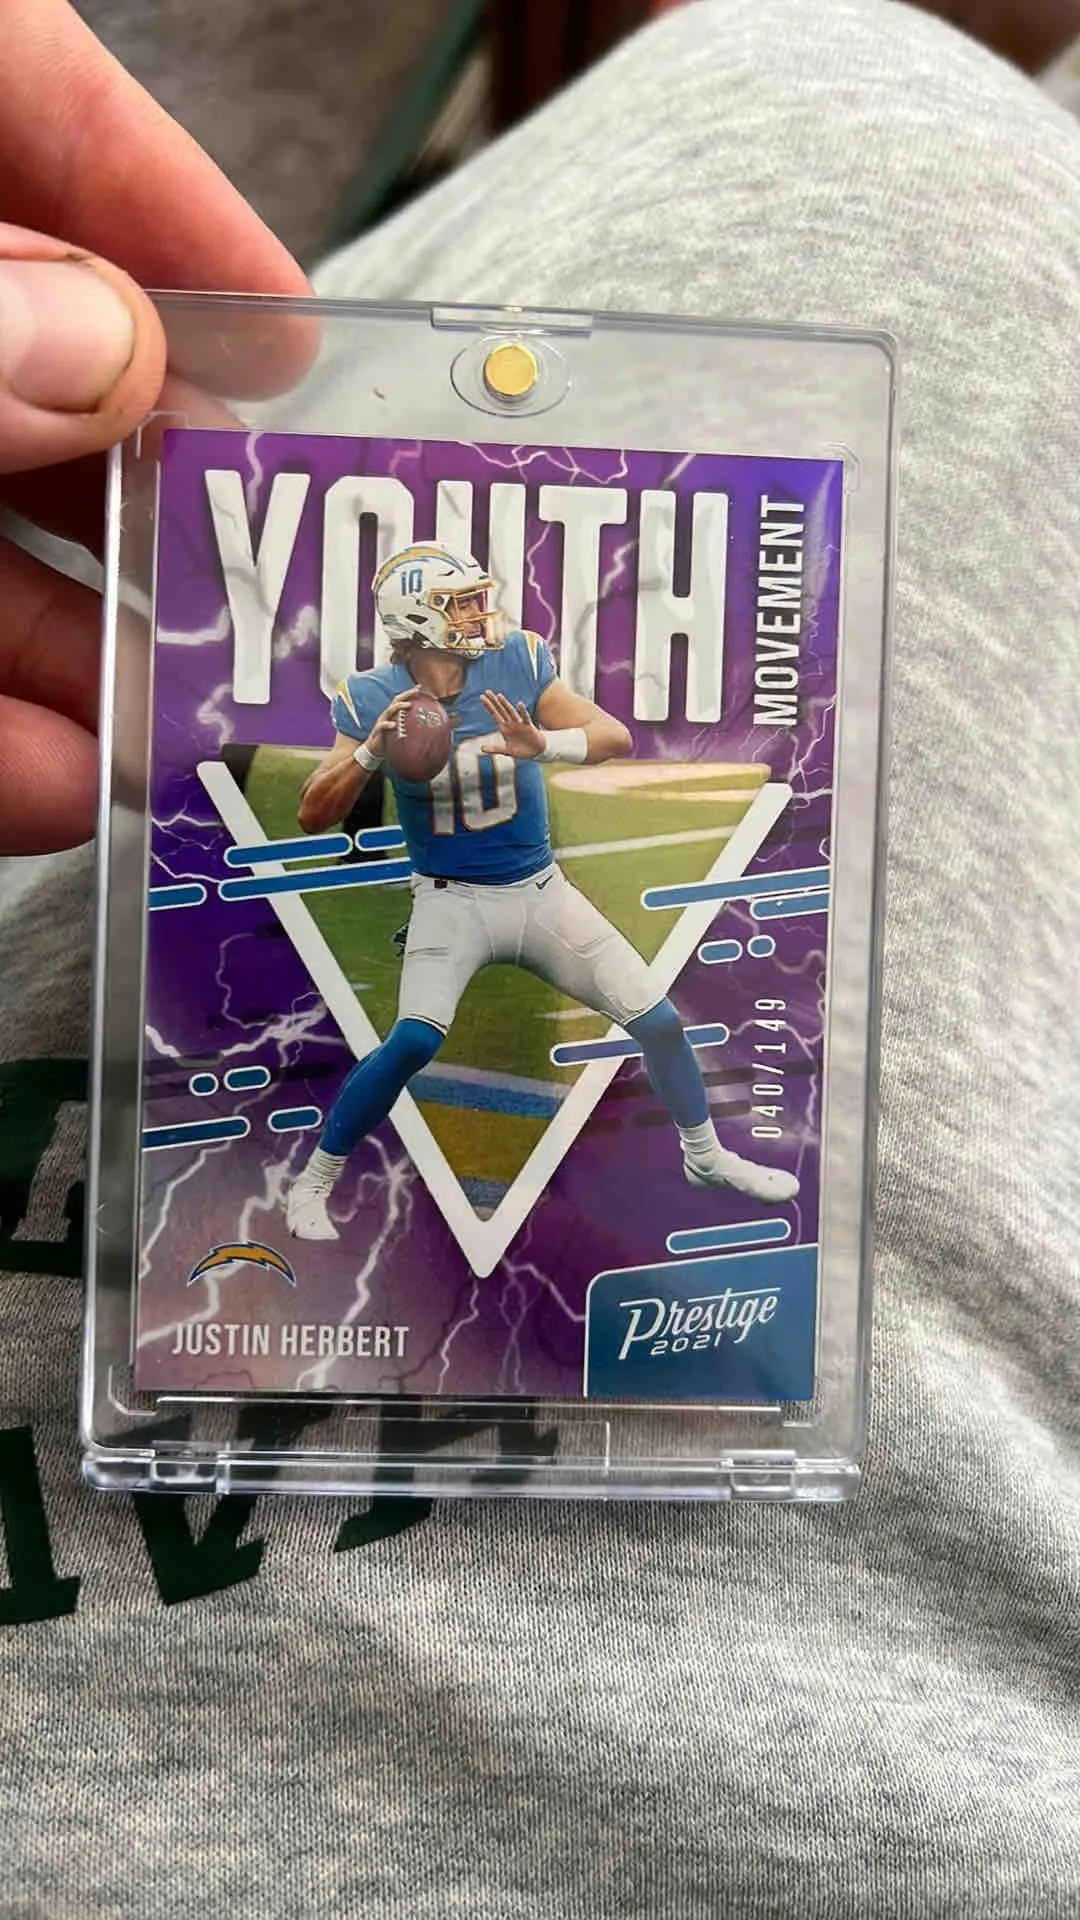 YOUTH
MOVEMENT
10
10
040/149
JUSTIN HERBERT
Prestige
2021